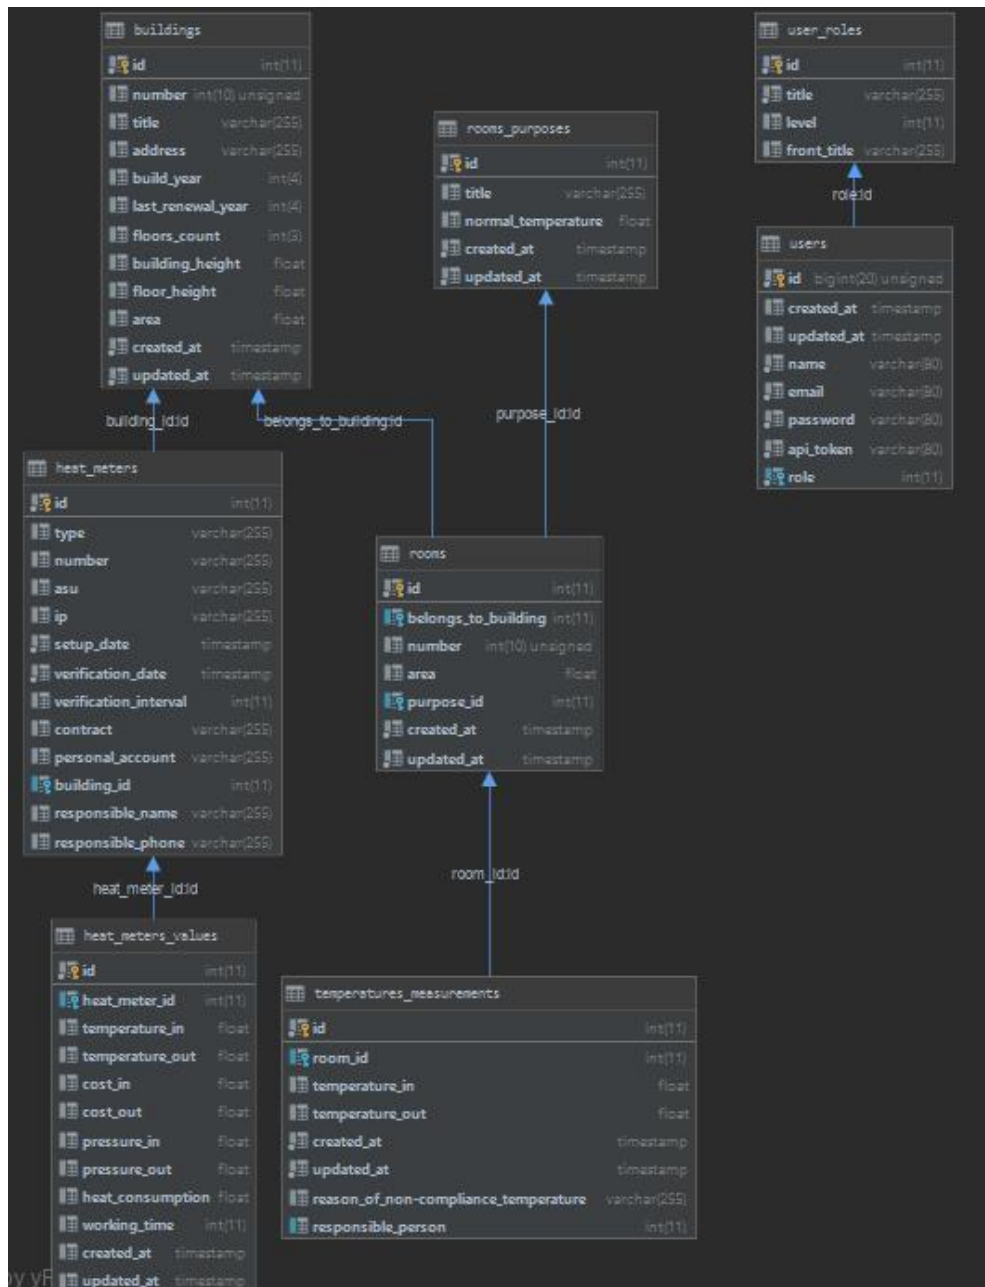 buildings
id int(11)
number int(10) unsigned
title varchar(255)
address varchar(255)
build_year int(4)
last_renewal_year int(4)
floors_count int(3)
building_height float
floor_height float
area float
created_at timestamp
updated_at timestamp
user_roles
id int(11)
title varchar(255)
level int(11)
front_title varchar(255)
rooms_purposes
id int(11)
title varchar(255)
normal_temperature float
created_at timestamp
updated_at timestamp
role:id
users
id bigint(20) unsigned
created_at timestamp
updated_at timestamp
name varchar(80)
email varchar(80)
password varchar(80)
api_token varchar(80)
role int(11)
building_id:id
belongs_to_building:id
purpose_id:id
heat_meters
id int(11)
type varchar(255)
number varchar(255)
asu varchar(255)
ip varchar(255)
setup_date timestamp
verification_date timestamp
verification_interval int(11)
contract varchar(255)
personal_account varchar(255)
building_id int(11)
responsible_name varchar(255)
responsible_phone varchar(255)
rooms
id int(11)
belongs_to_building int(11)
number int(10) unsigned
area float
purpose_id int(11)
created_at timestamp
updated_at timestamp
heat_meter_id:id
room_id:id
heat_meters_values
id int(11)
heat_meter_id int(11)
temperature_in float
temperature_out float
cost_in float
cost_out float
pressure_in float
pressure_out float
heat_consumption float
working_time int(11)
created_at timestamp
updated_at timestamp
temperatures_measurements
id int(11)
room_id int(11)
temperature_in float
temperature_out float
created_at timestamp
updated_at timestamp
reason_of_non-compliance_temperature varchar(255)
responsible_person int(11)